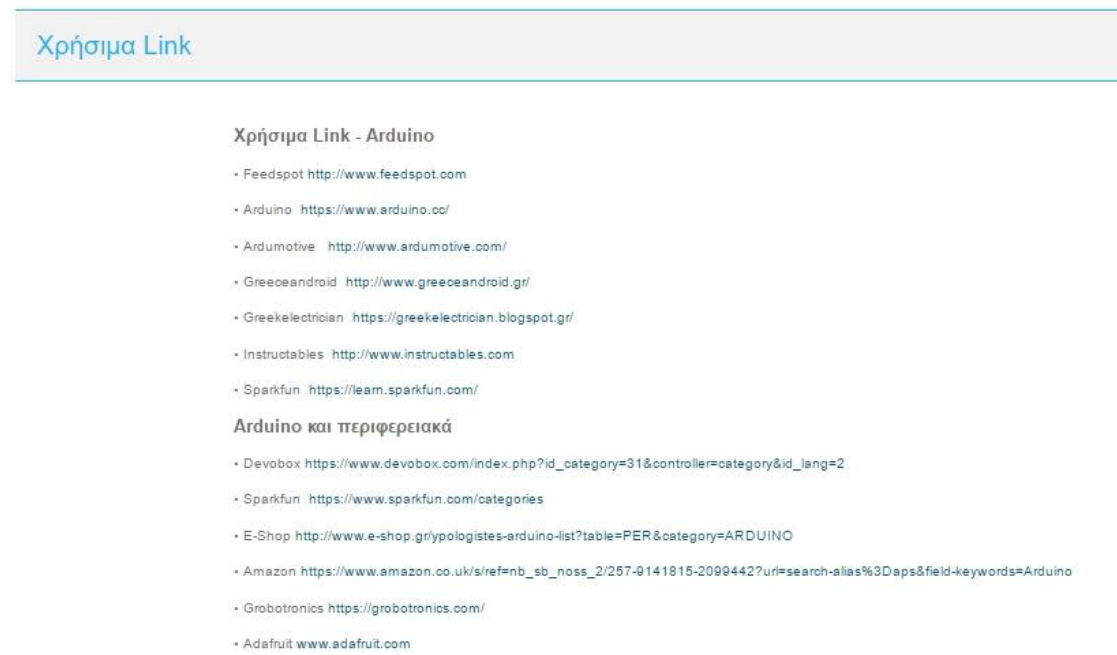 Χρήσιμα Link
Χρήσιμα Link - Arduino
• Feedspot http://www.feedspot.com
• Arduino https://www.arduino.cc/
• Ardumotive http://www.ardumotive.com/
• Greeceandroid http://www.greeceandroid.gr/
• Greekelectrician https://greekelectrician.blogspot.gr/
• Instructables http://www.instructables.com
• Sparkfun https://learn.sparkfun.com/
Arduino και περιφερειακά
• Devobox https://www.devobox.com/index.php?id_category=31&controller=category&id_lang=2
• Sparkfun https://www.sparkfun.com/categories
• E-Shop http://www.e-shop.gr/ypologistes-arduino-list?table=PER&category=ARDUINO
• Amazon https://www.amazon.co.uk/s/ref=nb_sb_noss_2/257-9141815-2099442?url=search-alias%3Daps&field-keywords=Arduino
• Grobotronics https://grobotronics.com/
• Adafruit www.adafruit.com